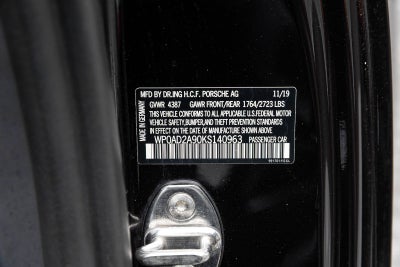 MFD BY DR.ING H.C.F. PORSCHE AG 11/19
GVWR 4387 GAWR FRONT/REAR 1764/2723 LBS
THIS VEHICLE CONFORMS TO ALL APPLICABLE U.S.FEDERAL MOTOR
VEHICLE SAFETY,BUMPER,AND THEFT PREVENTION STANDARDS IN
EFFECT ON THE DATE OF MANUFACTURE SHOWN ABOVE.
WP0AD2A90KS140963 PASSENGER CAR
MADE IN GERMANY